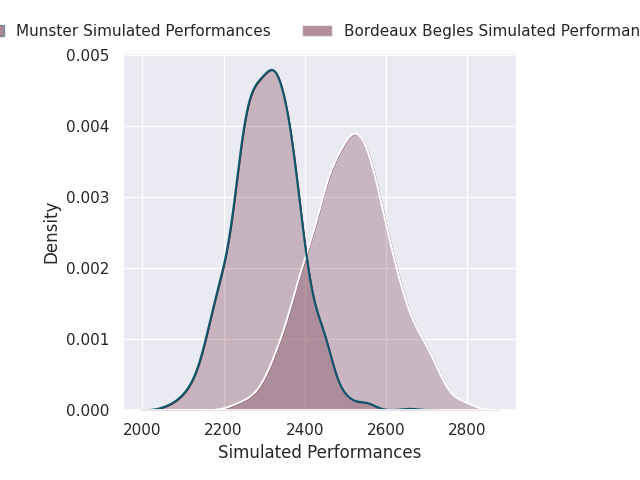 Munster Simulated Performances
Bordeaux Begles Simulated Performan
0.005
0.004
0.003
0.002
0.001
0.000
Density
2000 2200 2400 2600 2800
Simulated Performances